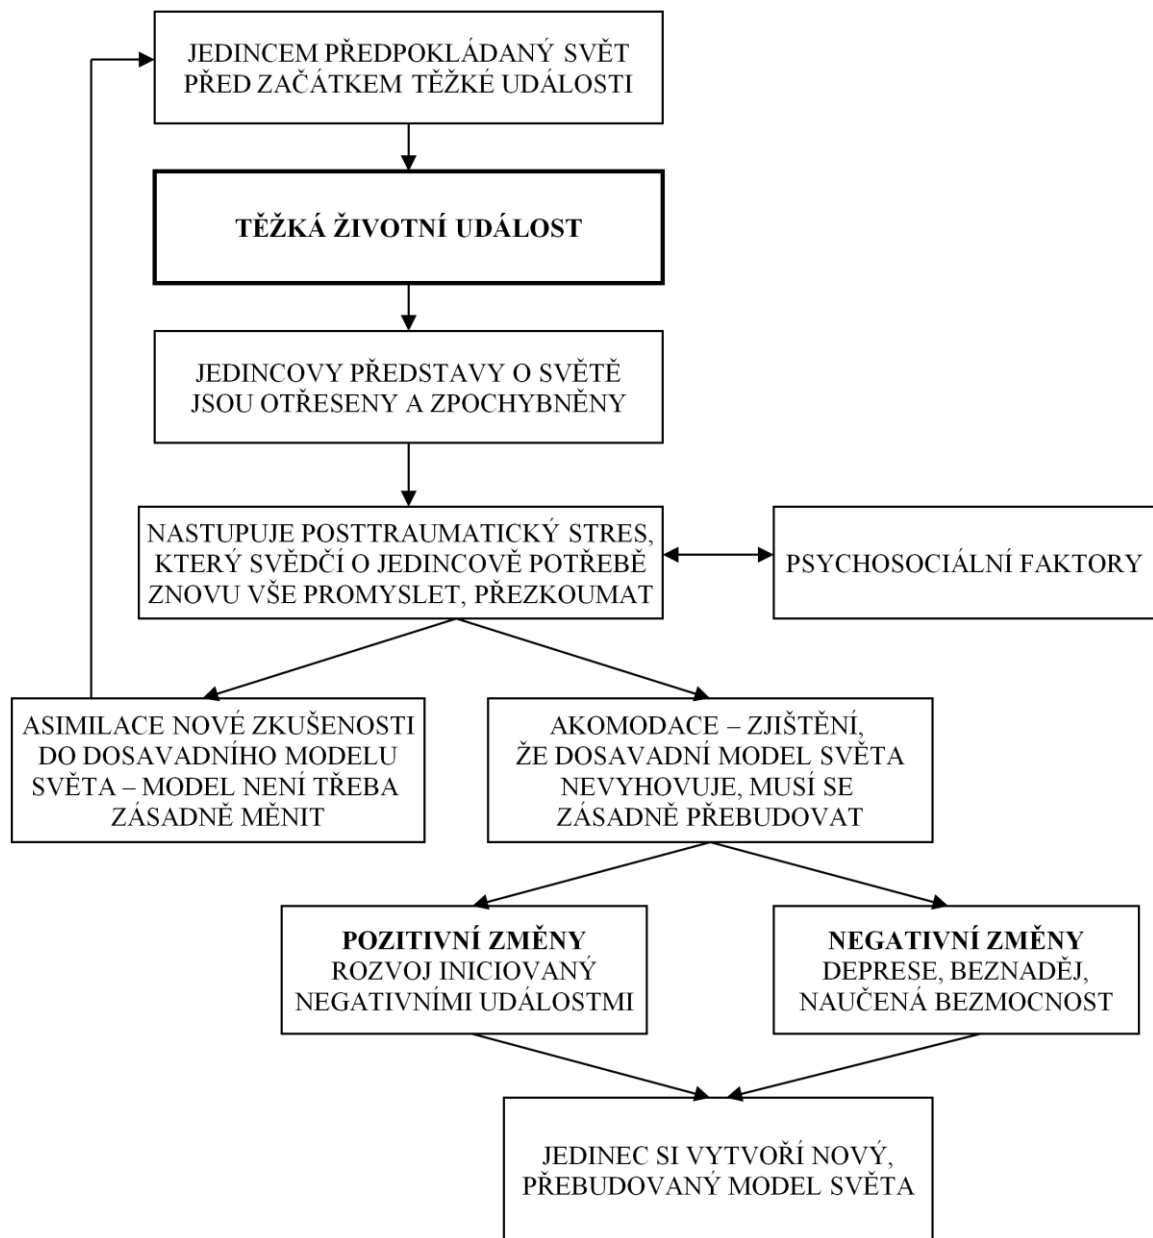 JEDINCEM PŘEDPOKLÁDANÝ SVĚT
PŘED ZAČÁTKEM TĚŽKÉ UDÁLOSTI
TĚŽKÁ ŽIVOTNÍ UDÁLOST
JEDINCOVY PŘEDSTAVY O SVĚTĚ
JSOU OTŘESENY A ZPOCHYBNĚNY
NASTUPUJE POSTTRAUMATICKÝ STRES,
KTERÝ SVĚDČÍ O JEDINCOVĚ POTŘEBĚ
ZNOVU VŠE PROMYSLET, PŘEZKOUMAT
PSYCHOSOCIÁLNÍ FAKTORY
ASIMILACE NOVÉ ZKUŠENOSTI
DO DOSAVADNÍHO MODELU
SVĚTA – MODEL NENÍ TŘEBA
ZÁSADNĚ MĚNIT
AKOMODACE – ZJIŠTĚNÍ,
ŽE DOSAVADNÍ MODEL SVĚTA
NEVYHOVUJE, MUSÍ SE
ZÁSADNĚ PŘEBUDOVAT
POZITIVNÍ ZMĚNY
ROZVOJ INICIOVANÝ
NEGATIVNÍMI UDÁLOSTMI
NEGATIVNÍ ZMĚNY
DEPRESE, BEZNADĚJ,
NAUČENÁ BEZMOCNOST
JEDINEC SI VYTVOŘÍ NOVÝ,
PŘEBUDOVANÝ MODEL SVĚTA